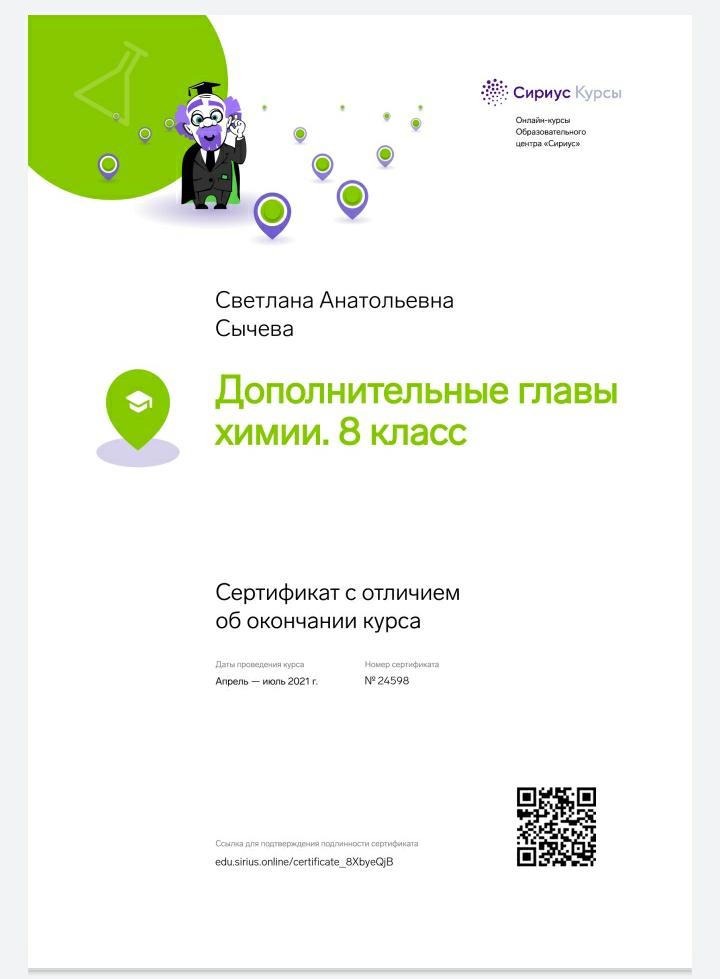 Сириус Курсы
Онлайн-курсы
Образовательного
центра «Сириус»
Светлана Анатольевна
Сычева
Дополнительные главы
химии. 8 класс
Сертификат с отличием
об окончании курса
Даты проведения курса
Апрель — июль 2021 г.
Номер сертификата
№ 24598
Ссылка для подтверждения подлинности сертификата
edu.sirius.online/certificate_8XbyeQjB